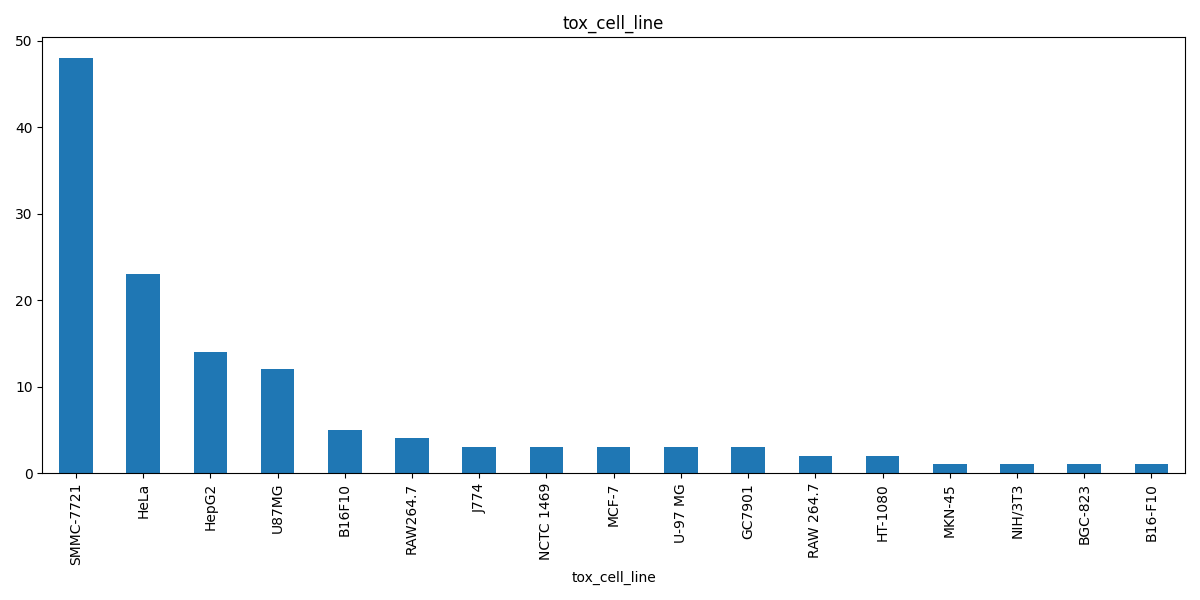 tox_cell_line
50
40
30
20
10
0
SMMC-7721
HeLa
HepG2
U87MG
B16F10
RAW264.7
J774
NCTC 1469
MCF-7
U-97 MG
GC7901
RAW 264.7
HT-1080
MKN-45
NIH/3T3
BGC-823
B16-F10
tox_cell_line